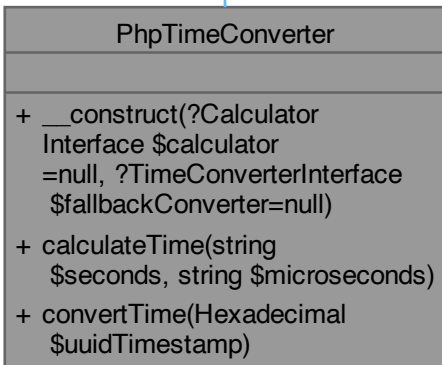 PhpTimeConverter
+ __construct(?Calculator
Interface $calculator
=null, ?TimeConverterInterface
$fallbackConverter=null)
+ calculateTime(string
$seconds, string $microseconds)
+ convertTime(Hexadecimal
$uuidTimestamp)